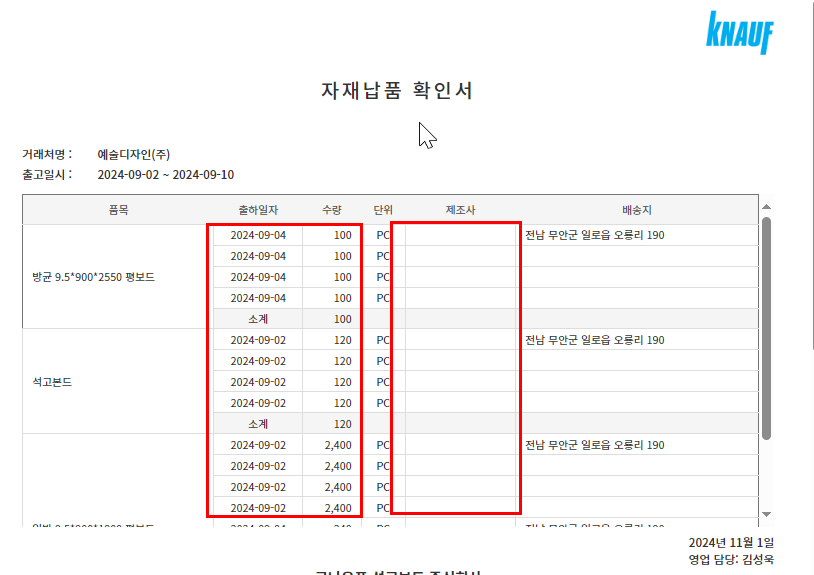 KNAUF
자재납품 확인서
거래처명 : 예술디자인(주)
출고일시 : 2024-09-02 ~ 2024-09-10
품목 출하일자 수량 단위 제조사 배송지
방균 9.5*900*2550 평보드 2024-09-04 100 PC 전남 무안군 일로읍 오룡리 190
2024-09-04 100 PC
2024-09-04 100 PC
2024-09-04 100 PC
소계 100
석고본드 2024-09-02 120 PC 전남 무안군 일로읍 오룡리 190
2024-09-02 120 PC
2024-09-02 120 PC
2024-09-02 120 PC
소계 120
2024-09-02 2,400 PC 전남 무안군 일로읍 오룡리 190
2024-09-02 2,400 PC
2024-09-02 2,400 PC
2024-09-02 2,400 PC
2024년 11월 1일
영업 담당: 김성욱